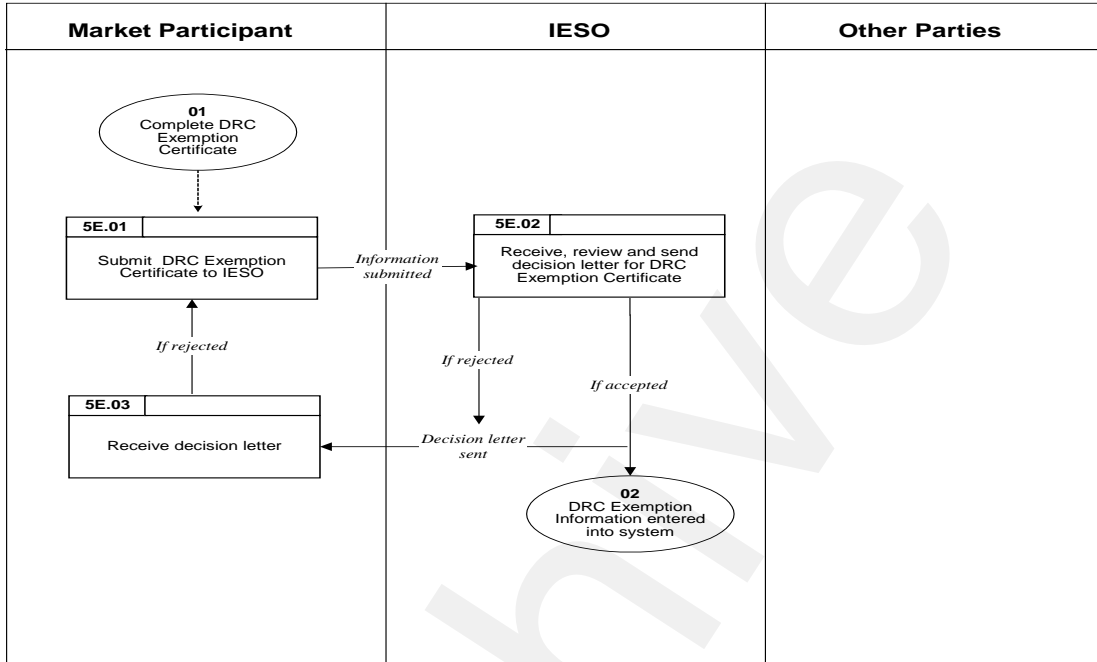 Market Participant
IESO
Other Parties
01
Complete DRC
Exemption
Certificate
5E.01
Submit DRC Exemption
Certificate to IESO
Information
submitted
5E.02
Receive, review and send
decision letter for DRC
Exemption Certificate
If rejected
If rejected
If accepted
5E.03
Receive decision letter
Decision letter
sent
02
DRC Exemption
Information entered
into system
hive